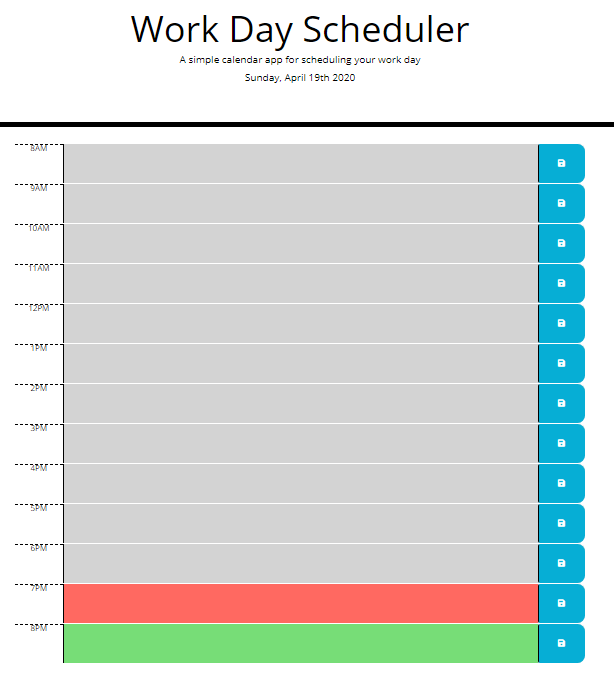 Work Day Scheduler
A simple calendar app for scheduling your work day
Sunday, April 19th 2020
8AM
9AM
10AM
11AM
12PM
1PM
2PM
3PM
4PM
5PM
6PM
7PM
8PM